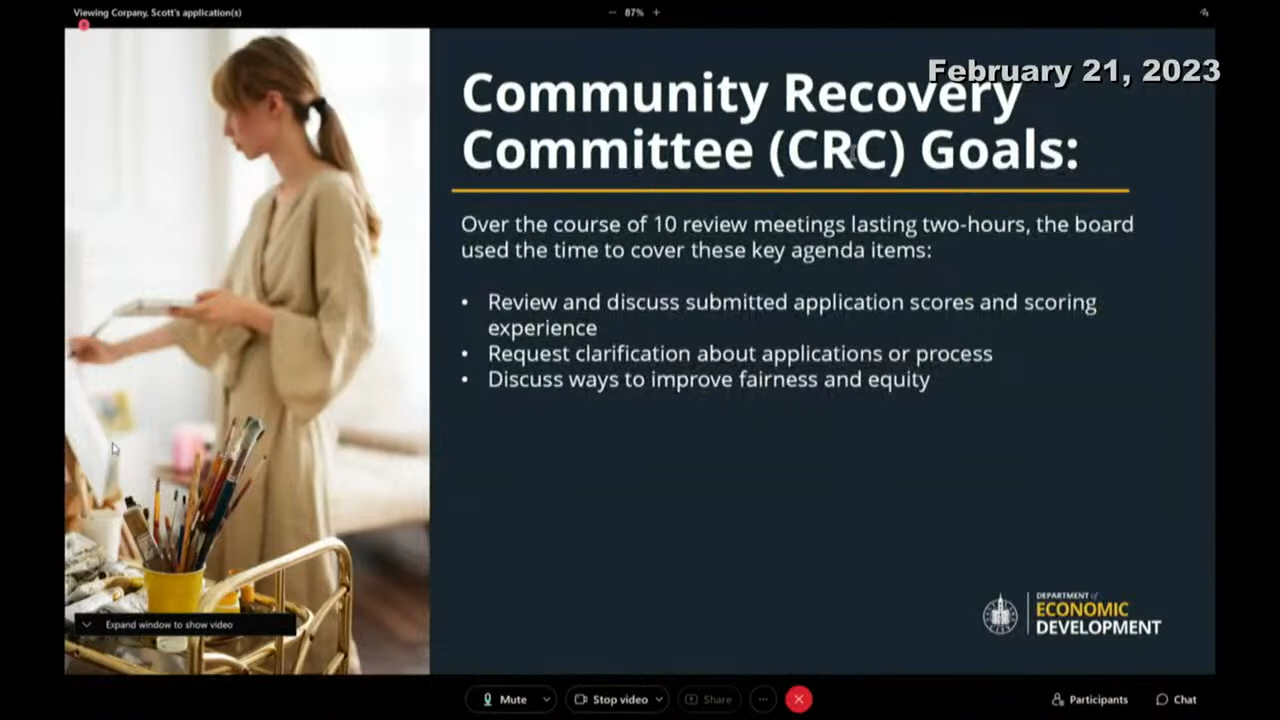 Viewing Corpany, Scott's application(s)
87%
February 21, 2023
Community Recovery
Committee (CRC) Goals:
Over the course of 10 review meetings lasting two-hours, the board
used the time to cover these key agenda items:
• Review and discuss submitted application scores and scoring
experience
• Request clarification about applications or process
• Discuss ways to improve fairness and equity
DEPARTMENT of
ECONOMIC
DEVELOPMENT
Expand window to show video
Mute
Stop video
Share
Participants
Chat